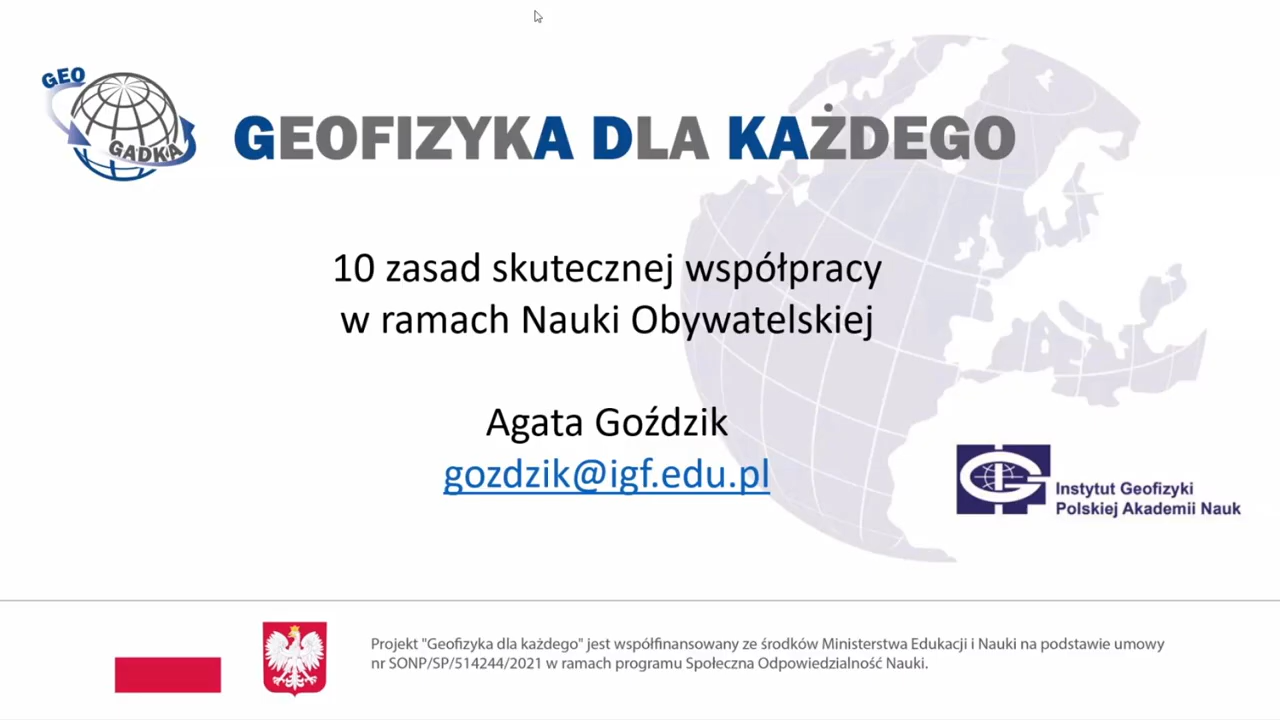 GEO
GADKA
GEOFIZYKA DLA KAŻDEGO
10 zasad skutecznej współpracy
w ramach Nauki Obywatelskiej
Agata Goździk
gozdzik@igf.edu.pl
Instytut Geofizyki
Polskiej Akademii Nauk
Projekt "Geofizyka dla każdego" jest współfinansowany ze środków Ministerstwa Edukacji i Nauki na podstawie umowy
nr SONP/SP/514244/2021 w ramach programu Społeczna Odpowiedzialność Nauki.